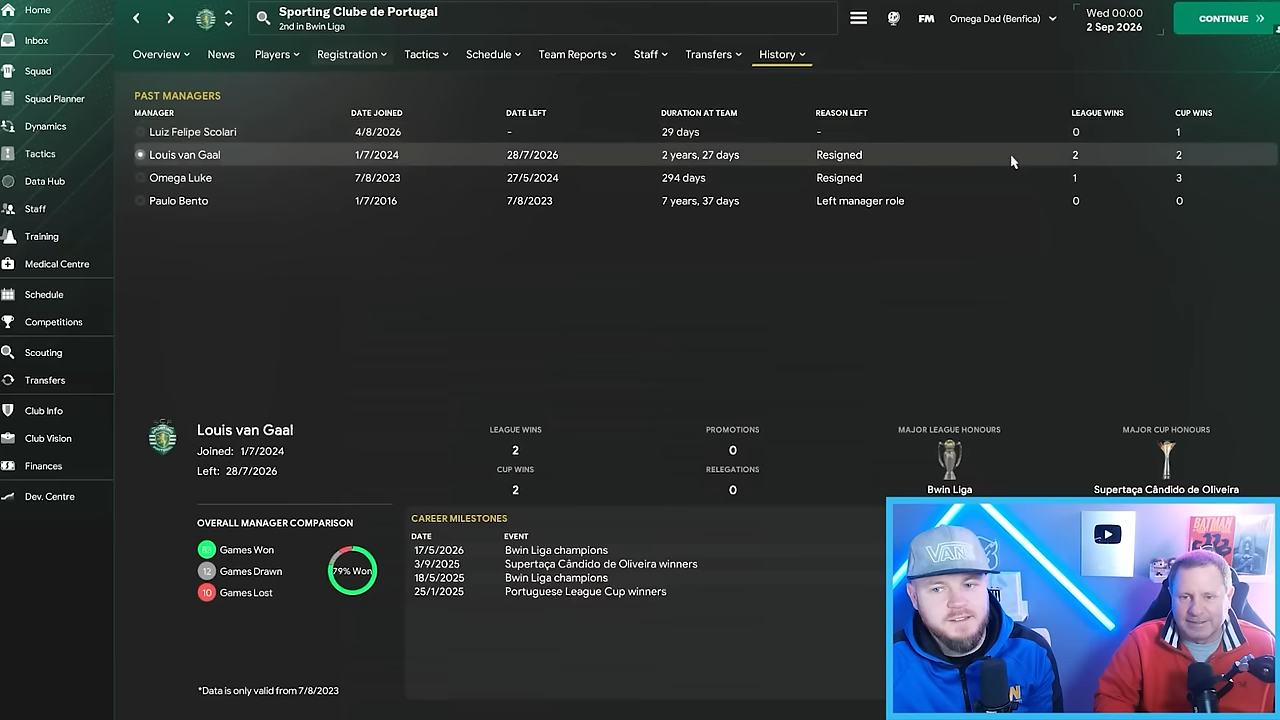 Home
Inbox
Squad
Squad Planner
Dynamics
Tactics
Data Hub
Staff
Training
Medical Centre
Schedule
Competitions
Scouting
Transfers
Club Info
Club Vision
Finances
Dev. Centre
Sporting Clube de Portugal
2nd in Bwin Liga
FM
Omega Dad (Benfica)
Wed 00:00
2 Sep 2026
CONTINUE
Overview News Players Registration Tactics Schedule Team Reports Staff Transfers History
PAST MANAGERS
MANAGER DATE JOINED DATE LEFT DURATION AT TEAM REASON LEFT LEAGUE WINS CUP WINS
Luiz Felipe Scolari 4/8/2026 - 29 days - 0 1
Louis van Gaal 1/7/2024 28/7/2026 2 years, 27 days Resigned 2 2
Omega Luke 7/8/2023 27/5/2024 294 days Resigned 1 3
Paulo Bento 1/7/2016 7/8/2023 7 years, 37 days Left manager role 0 0
Louis van Gaal
Joined: 1/7/2024
Left: 28/7/2026
LEAGUE WINS
2
CUP WINS
2
PROMOTIONS
0
RELEGATIONS
0
MAJOR LEAGUE HONOURS
Bwin Liga
MAJOR CUP HONOURS
Supertaça Cândido de Oliveira
OVERALL MANAGER COMPARISON
Games Won
12 Games Drawn
10 Games Lost
79% Won
*Data is only valid from 7/8/2023
CAREER MILESTONES
DATE EVENT
17/5/2026 Bwin Liga champions
3/9/2025 Supertaça Cândido de Oliveira winners
18/5/2025 Bwin Liga champions
25/1/2025 Portuguese League Cup winners
VANS
BATMAN